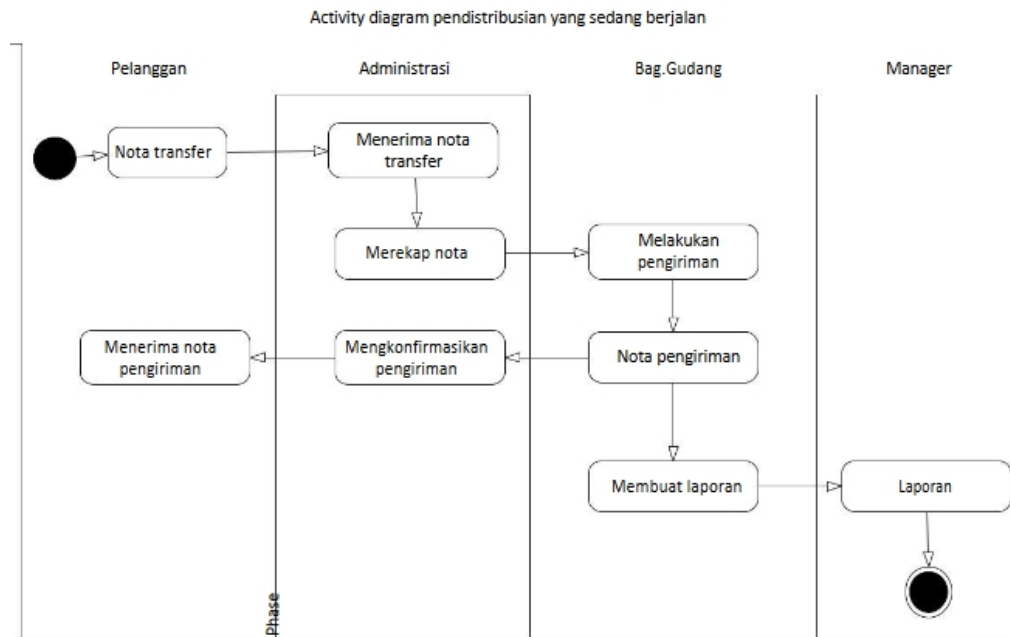 Activity diagram pendistribusian yang sedang berjalan
Pelanggan
Administrasi
Bag.Gudang
Manager
Nota transfer
Menerima nota
transfer
Merekap nota
Melakukan
pengiriman
Menerima nota
pengiriman
Mengkonfirmasikan
pengiriman
Nota pengiriman
Membuat laporan
Laporan
Phase